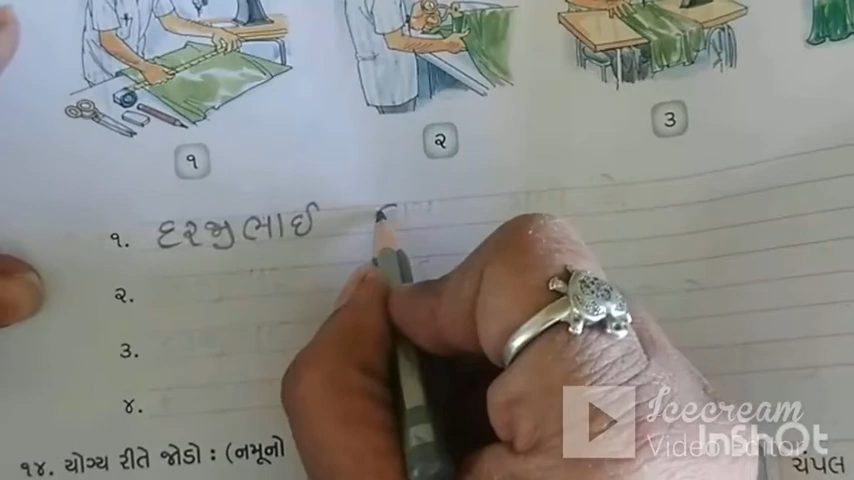 ૧
૨
૩
૧. દરજીભાઈ
૨.
૩.
૪.
૧૪. યોગ્ય રીતે જોડો : (નમૂનો
ચંપલ
Icecream
Video Editor
InShOt